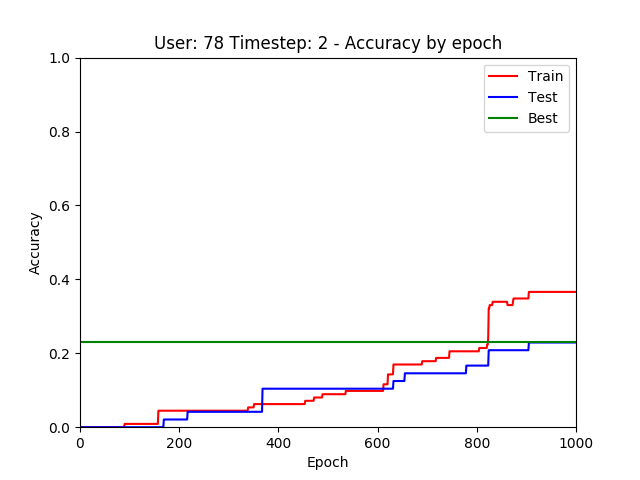 User: 78 Timestep: 2 - Accuracy by epoch
1.0
0.8
0.6
0.4
0.2
0.0
Accuracy
Train
Test
Best
0 200 400 600 800 1000
Epoch